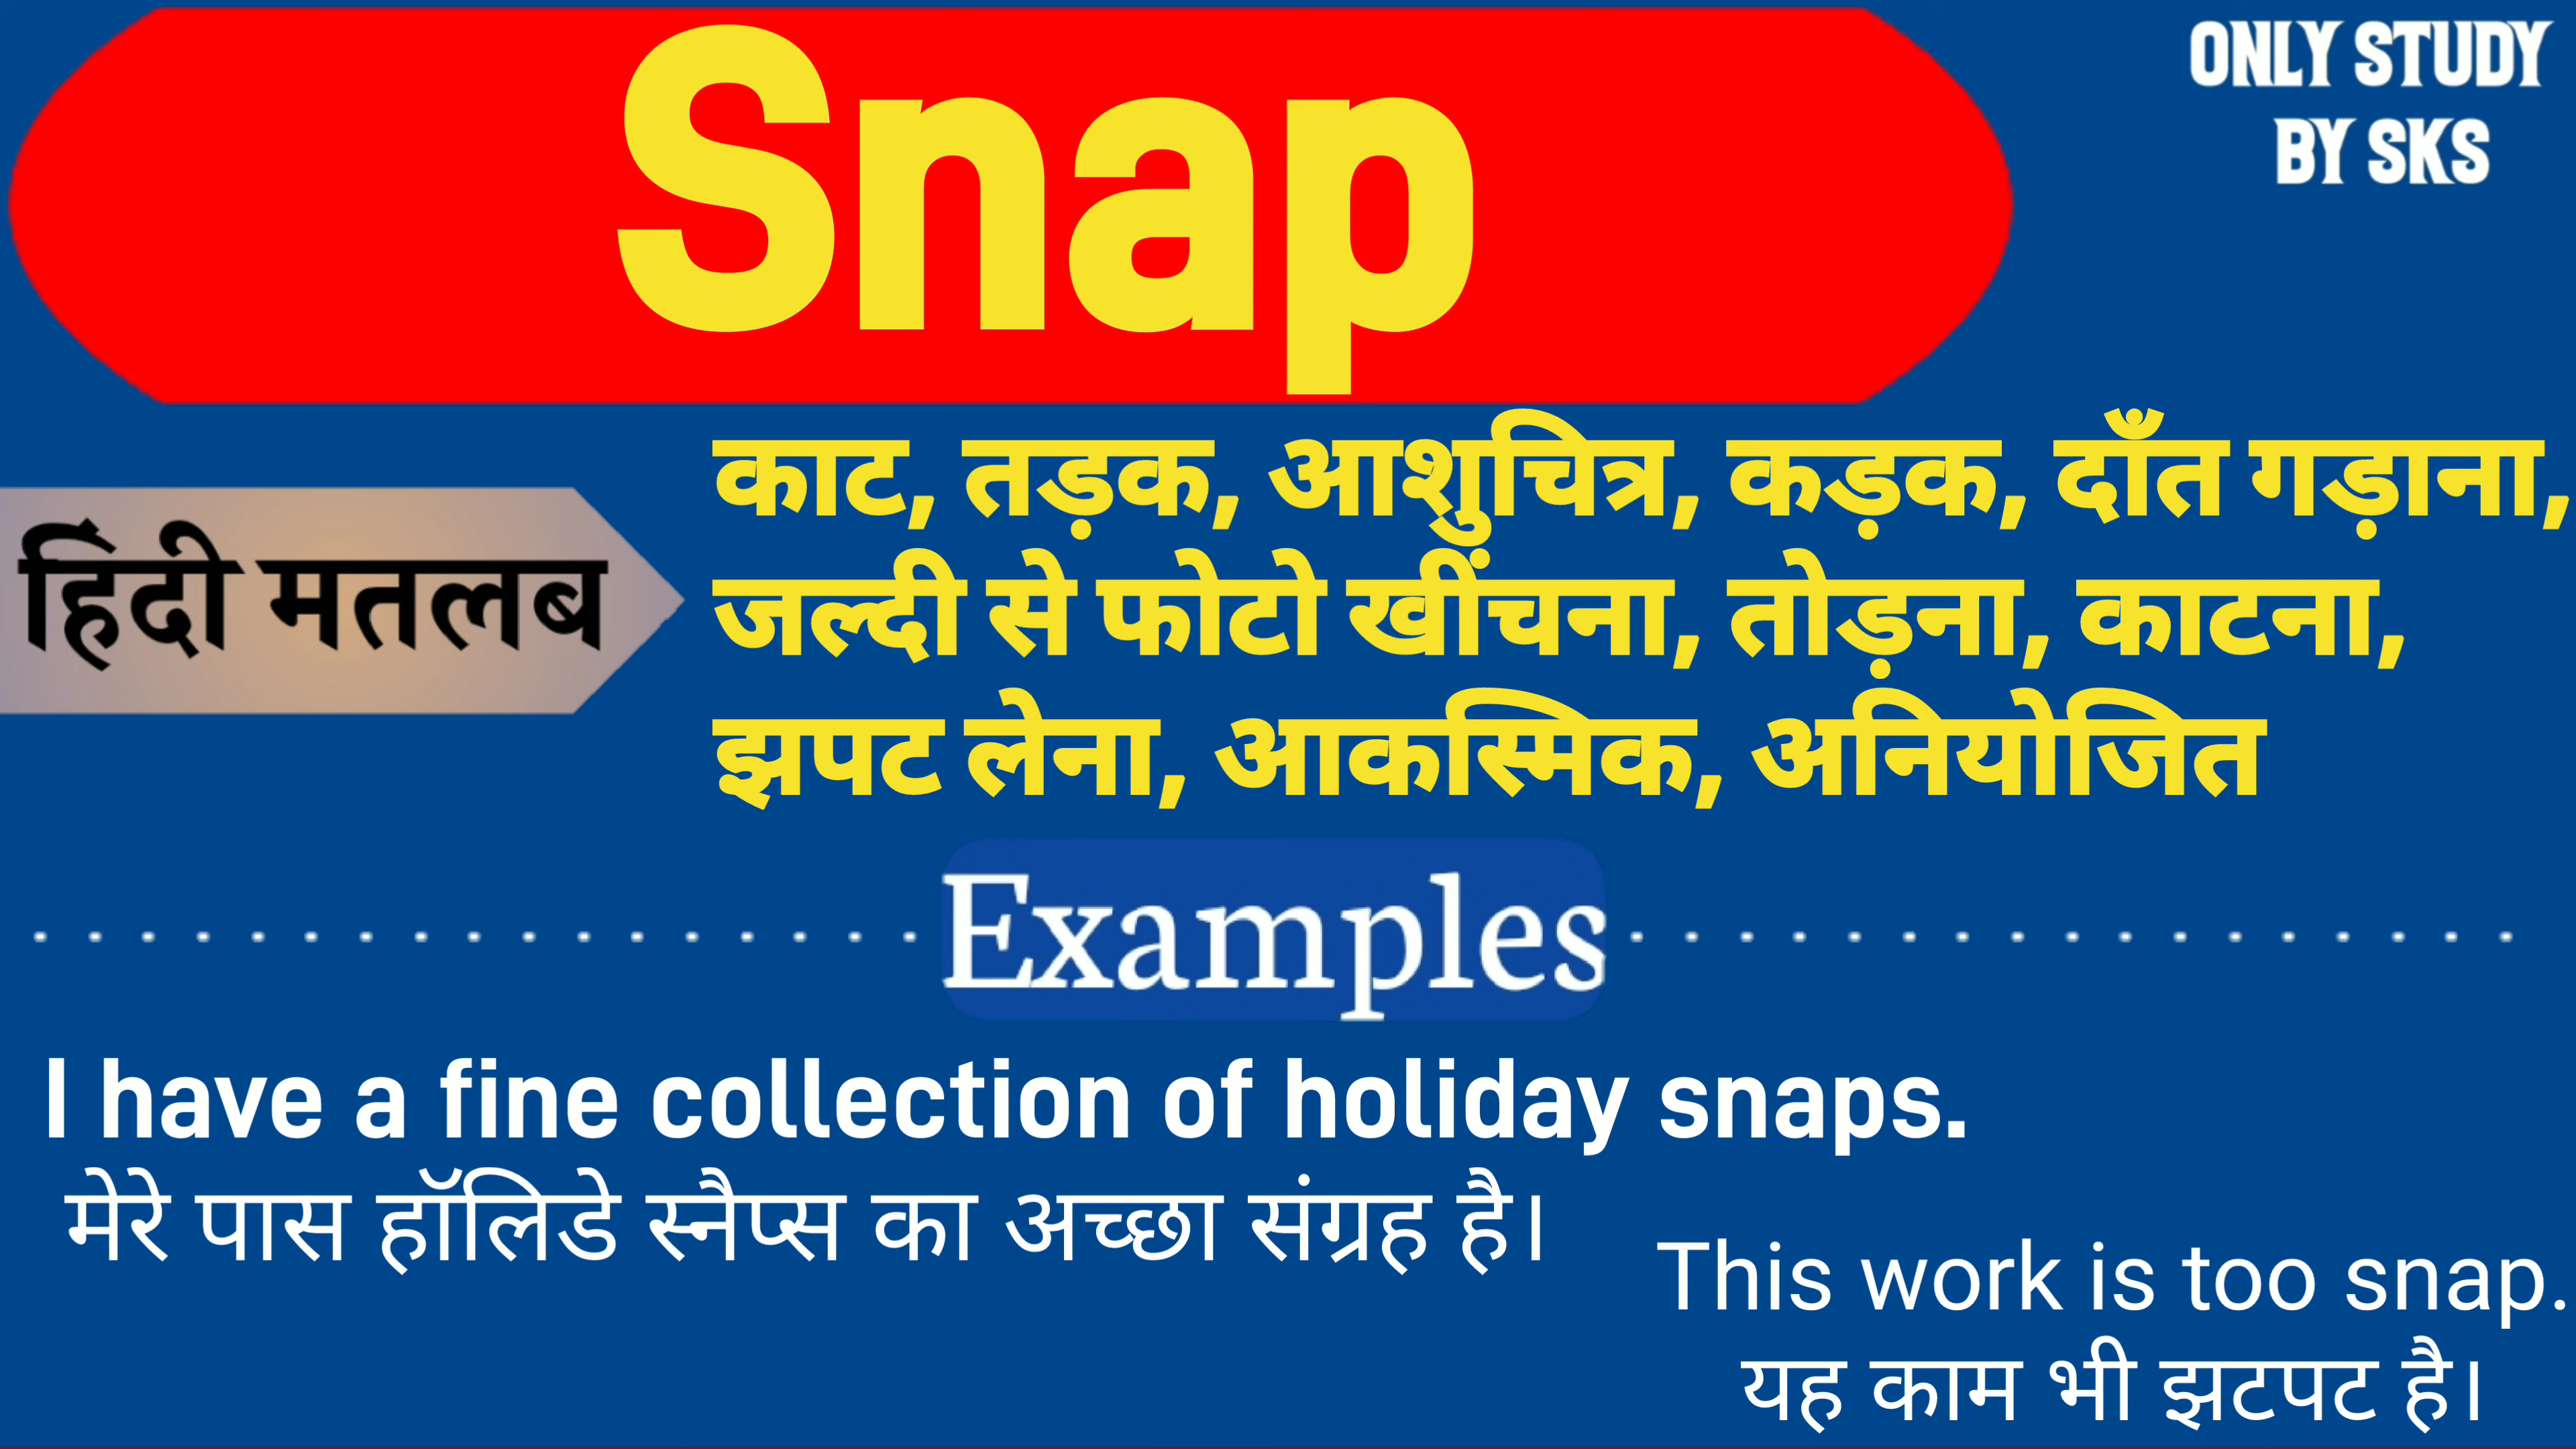 Snap
ONLY STUDY
BY SKS
काट, तड़क, आशुचित्र, कड़क, दाँत गड़ाना,
हिंदी मतलब
जल्दी से फोटो खींचना, तोड़ना, काटना,
झपट लेना, आकस्मिक, अनियोजित
Examples
I have a fine collection of holiday snaps.
मेरे पास हॉलिडे स्नैप्स का अच्छा संग्रह है।
This work is too snap.
यह काम भी झटपट है।